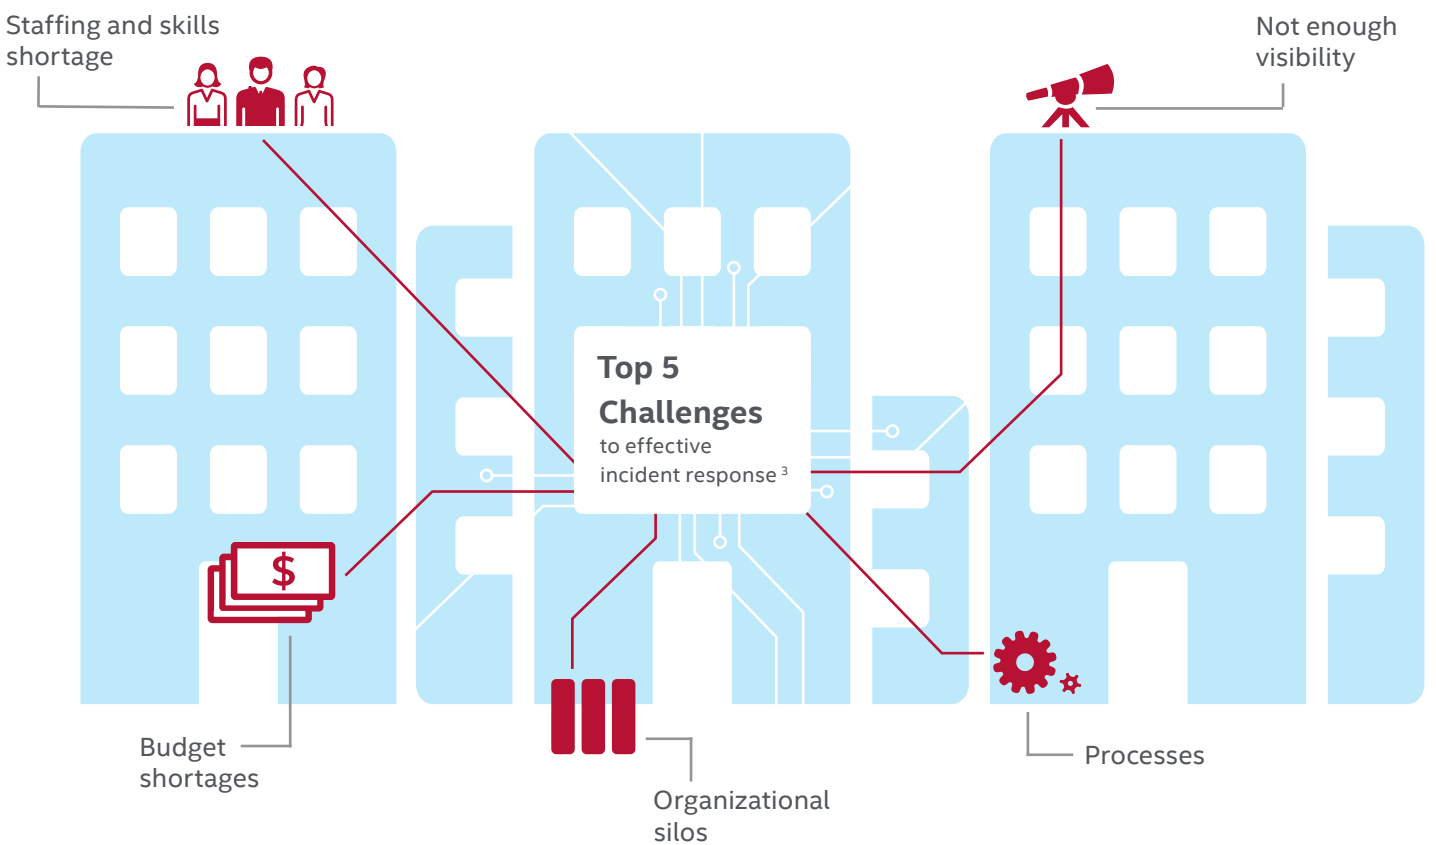 Staffing and skills
shortage
Not enough
visibility
Top 5
Challenges
to effective
incident response 3
$
Budget
shortages
Organizational
silos
Processes